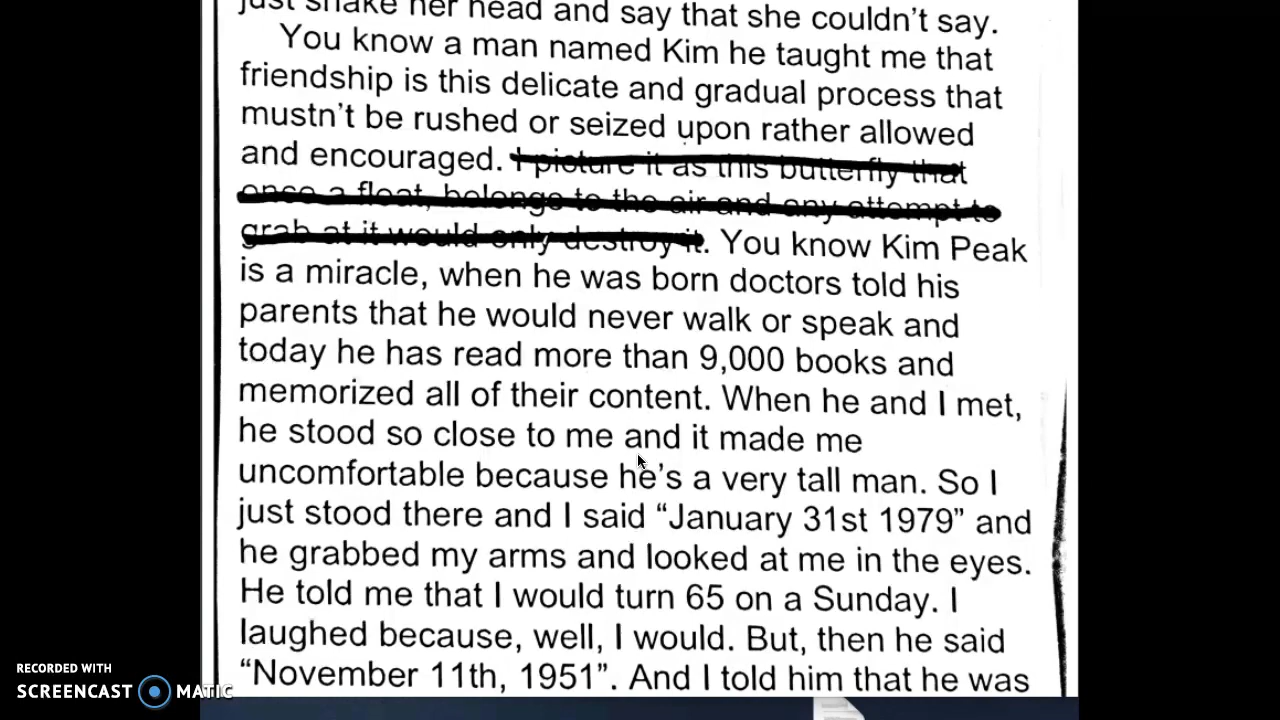 just shake her head and say that she couldn't say.
You know a man named Kim he taught me that
friendship is this delicate and gradual process that
mustn't be rushed or seized upon rather allowed
and encouraged. I picture it as this butterfly that
once a float, belongs to the air and any attempt to
grab at it would only destroy it. You know Kim Peak
is a miracle, when he was born doctors told his
parents that he would never walk or speak and
today he has read more than 9,000 books and
memorized all of their content. When he and I met,
he stood so close to me and it made me
uncomfortable because he's a very tall man. So I
just stood there and I said “January 31st 1979” and
he grabbed my arms and looked at me in the eyes.
He told me that I would turn 65 on a Sunday. I
laughed because, well, I would. But, then he said
“November 11th, 1951”. And I told him that he was
RECORDED WITH
SCREENCAST MATIC